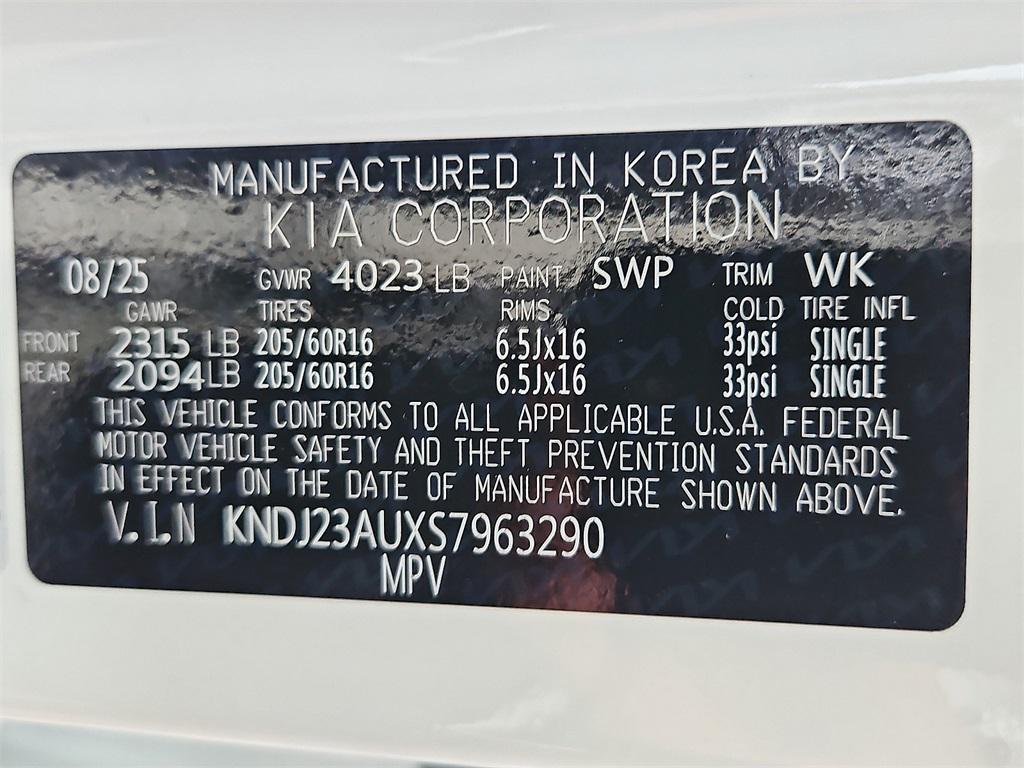 MANUFACTURED IN KOREA BY
KIA CORPORATION
08/25 GVWR 4023 LB PAINT SWP TRIM WK
GAWR TIRES RIMS COLD TIRE INFL
FRONT 2315 LB 205/60R16 6.5Jx16 33psi SINGLE
REAR 2094LB 205/60R16 6.5Jx16 33psi SINGLE
THIS VEHICLE CONFORMS TO ALL APPLICABLE U.S.A. FEDERAL
MOTOR VEHICLE SAFETY AND THEFT PREVENTION STANDARDS
IN EFFECT ON THE DATE OF MANUFACTURE SHOWN ABOVE.
V.I.N KNDJ23AUXS7963290
MPV